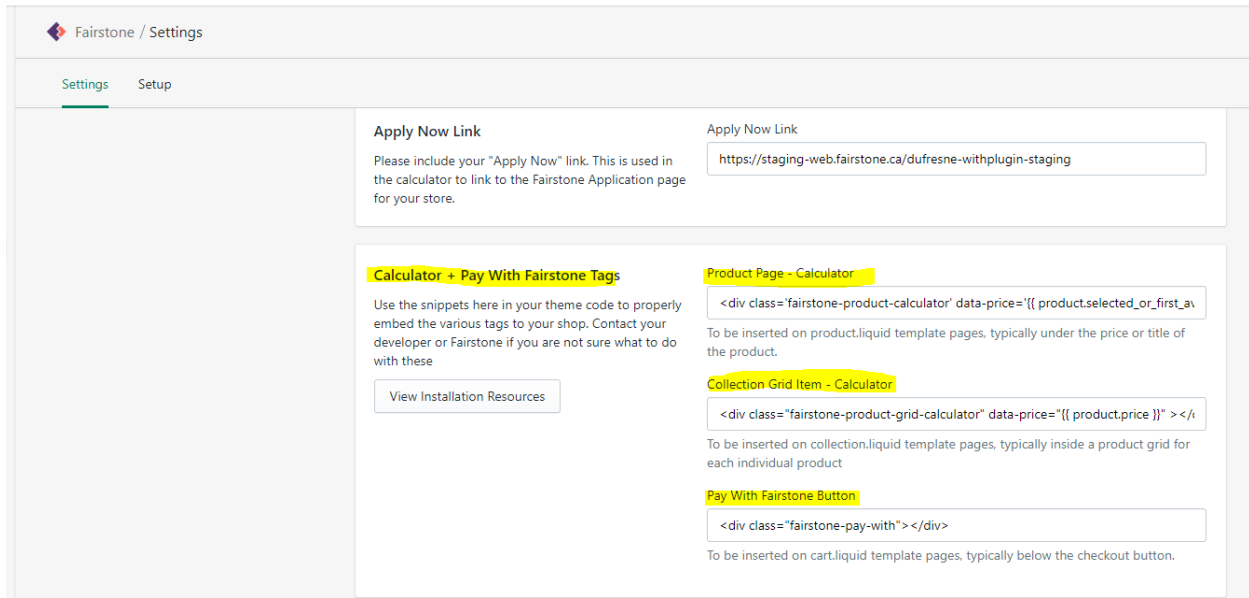 Fairstone / Settings
Settings Setup
Apply Now Link
Please include your "Apply Now" link. This is used in
the calculator to link to the Fairstone Application page
for your store.
Apply Now Link
https://staging-web.fairstone.ca/dufresne-withplugin-staging
Calculator + Pay With Fairstone Tags
Use the snippets here in your theme code to properly
embed the various tags to your shop. Contact your
developer or Fairstone if you are not sure what to do
with these
View Installation Resources
Product Page - Calculator
<div class='fairstone-product-calculator' data-price='{{ product.selected_or_first_av
To be inserted on product.liquid template pages, typically under the price or title of
the product.
Collection Grid Item - Calculator
<div class="fairstone-product-grid-calculator" data-price="{{ product.price }}" ></
To be inserted on collection.liquid template pages, typically inside a product grid for
each individual product
Pay With Fairstone Button
<div class="fairstone-pay-with"></div>
To be inserted on cart.liquid template pages, typically below the checkout button.